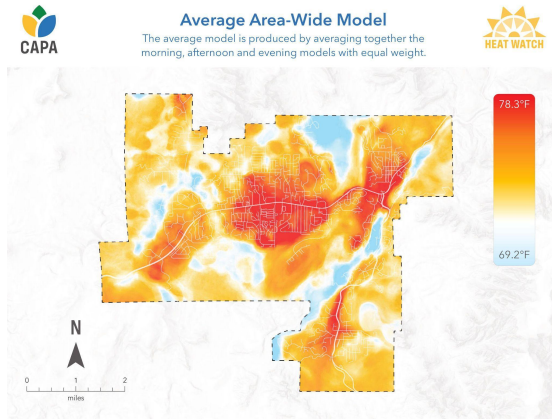 CAPA
Average Area-Wide Model
The average model is produced by averaging together the
morning, afternoon and evening models with equal weight.
HEAT WATCH
78.3°F
69.2°F
N
0 1 2
miles